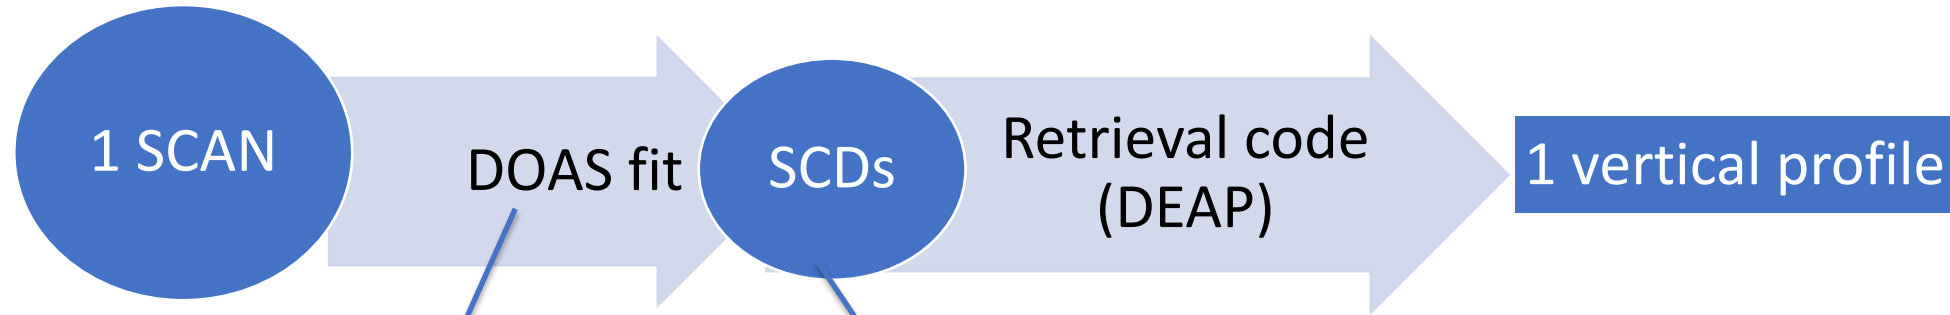 1 SCAN
DOAS fit
SCDs
Retrieval code
(DEAP)
1 vertical profile